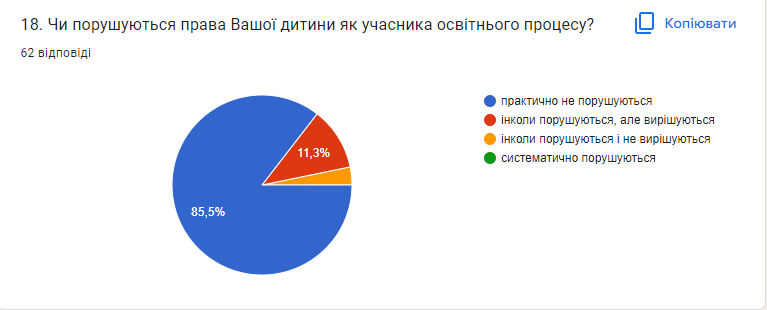 18. Чи порушуються права Вашої дитини як учасника освітнього процесу?
Копіювати
62 відповіді
практично не порушуються
інколи порушуються, але вирішуються
інколи порушуються і не вирішуються
систематично порушуються
11,3%
85,5%